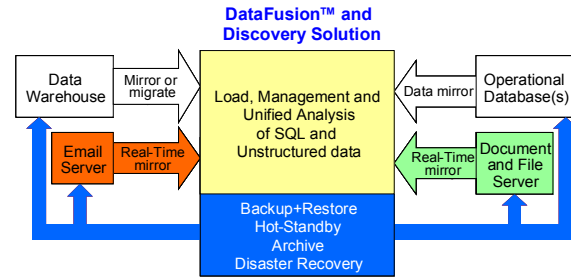 DataFusion™ and
Discovery Solution
Data
Warehouse
Mirror or
migrate
Load, Management and
Unified Analysis
of SQL and
Unstructured data
Data mirror
Operational
Database(s)
Email
Server
Real-Time
mirror
Real-Time
mirror
Document
and File
Server
Backup+Restore
Hot-Standby
Archive
Disaster Recovery